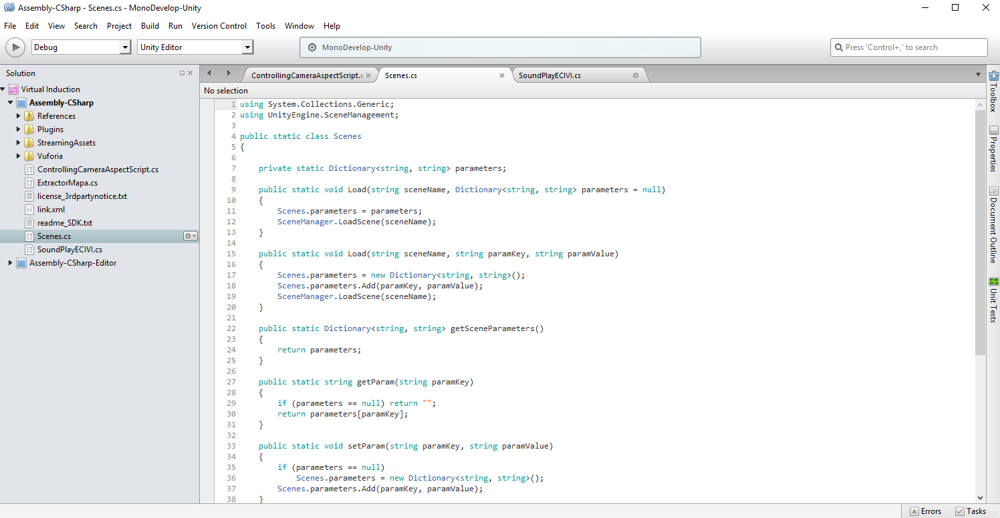 Assembly-CSharp - Scenes.cs - MonoDevelop-Unity
File Edit View Search Project Build Run Version Control Tools Window Help
Debug Unity Editor MonoDevelop-Unity Press 'Control+,' to search
Solution
Virtual Induction
Assembly-CSharp
References
Plugins
StreamingAssets
Vuforia
ControllingCameraAspectScript.cs
ExtractorMapa.cs
license_3rdpartynotice.txt
link.xml
readme_SDK.txt
Scenes.cs
SoundPlayECIVI.cs
Assembly-CSharp-Editor
ControllingCameraAspectScript.c Scenes.cs SoundPlayECIVI.cs
No selection
1 using System.Collections.Generic;
2 using UnityEngine.SceneManagement;
3
4 public static class Scenes
5 {
6
7     private static Dictionary<string, string> parameters;
8
9     public static void Load(string sceneName, Dictionary<string, string> parameters = null)
10     {
11         Scenes.parameters = parameters;
12         SceneManager.LoadScene(sceneName);
13     }
14
15     public static void Load(string sceneName, string paramKey, string paramValue)
16     {
17         Scenes.parameters = new Dictionary<string, string>();
18         Scenes.parameters.Add(paramKey, paramValue);
19         SceneManager.LoadScene(sceneName);
20     }
21
22     public static Dictionary<string, string> getSceneParameters()
23     {
24         return parameters;
25     }
26
27     public static string getParam(string paramKey)
28     {
29         if (parameters == null) return "";
30         return parameters[paramKey];
31     }
32
33     public static void setParam(string paramKey, string paramValue)
34     {
35         if (parameters == null)
36             Scenes.parameters = new Dictionary<string, string>();
37         Scenes.parameters.Add(paramKey, paramValue);
38     }
Toolbox
Properties
Document Outline
Unit Tests
Errors Tasks